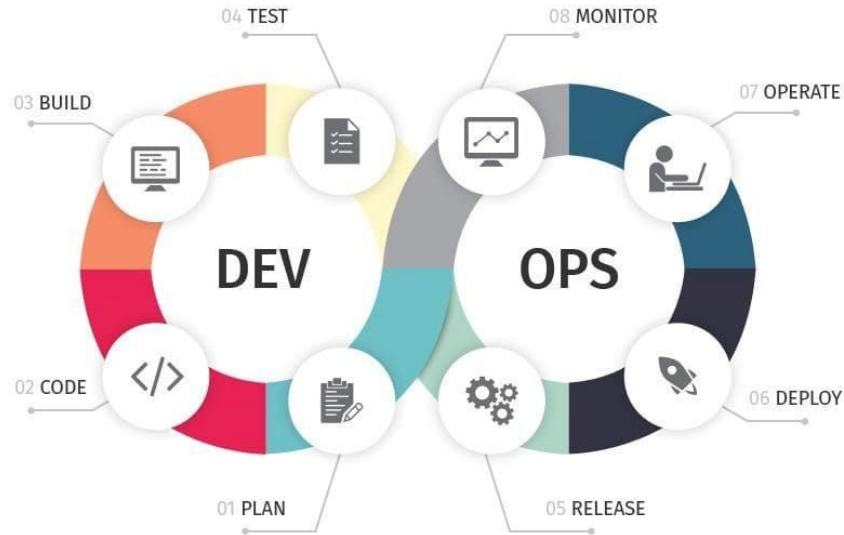 04 TEST
08 MONITOR
03 BUILD
07 OPERATE
DEV
OPS
02 CODE
06 DEPLOY
01 PLAN
05 RELEASE